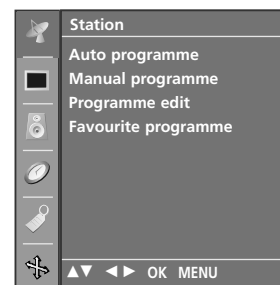 Station
Auto programme
Manual programme
Programme edit
Favourite programme
▲▼ ◄► OK MENU